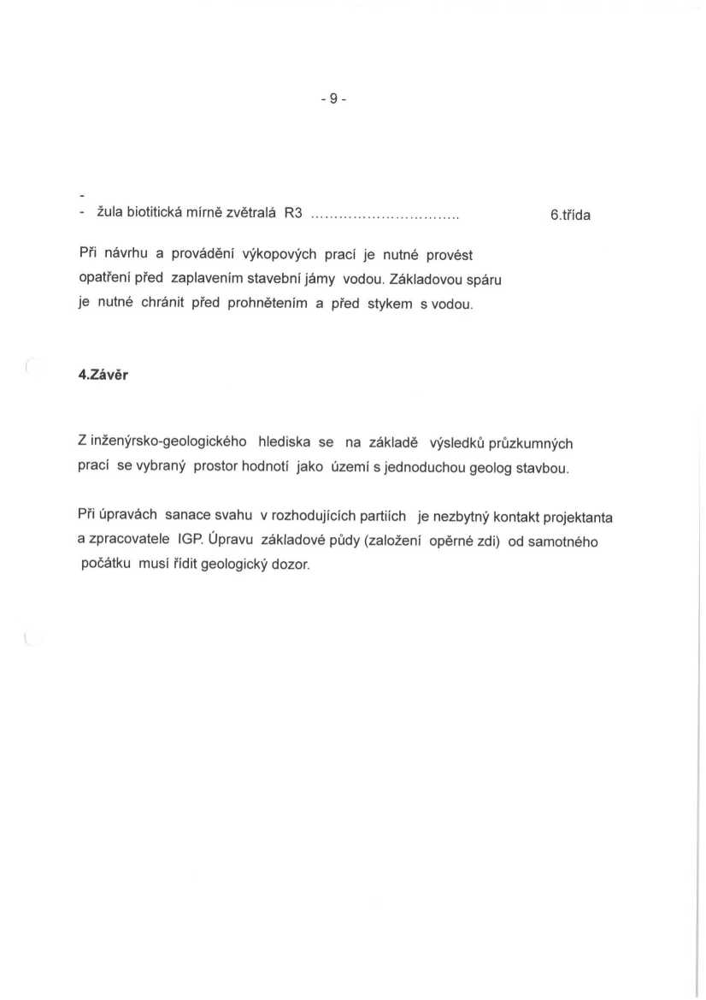 - 9 -
-
- žula biotitická mírně zvětralá R3 ................................ 6.třída
Při návrhu a provádění výkopových prací je nutné provést
opatření před zaplavením stavební jámy vodou. Základovou spáru
je nutné chránit před prohnětením a před stykem s vodou.
4.Závěr
Z inženýrsko-geologického hlediska se na základě výsledků průzkumných
prací se vybraný prostor hodnotí jako území s jednoduchou geolog stavbou.
Při úpravách sanace svahu v rozhodujících partiích je nezbytný kontakt projektanta
a zpracovatele IGP. Úpravu základové půdy (založení opěrné zdi) od samotného
počátku musí řídit geologický dozor.